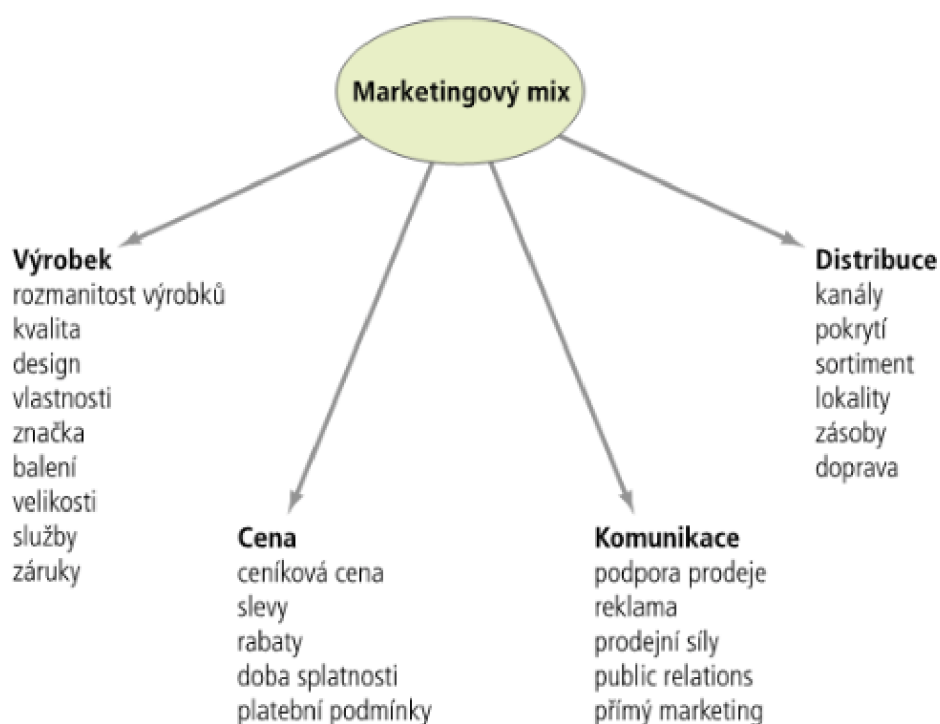 Marketingový mix
Výrobek
rozmanitost výrobků
kvalita
design
vlastnosti
značka
balení
velikosti
služby
záruky
Cena
ceníková cena
slevy
rabaty
doba splatnosti
platební podmínky
Komunikace
podpora prodeje
reklama
prodejní síly
public relations
přímý marketing
Distribuce
kanály
pokrytí
sortiment
lokality
zásoby
doprava